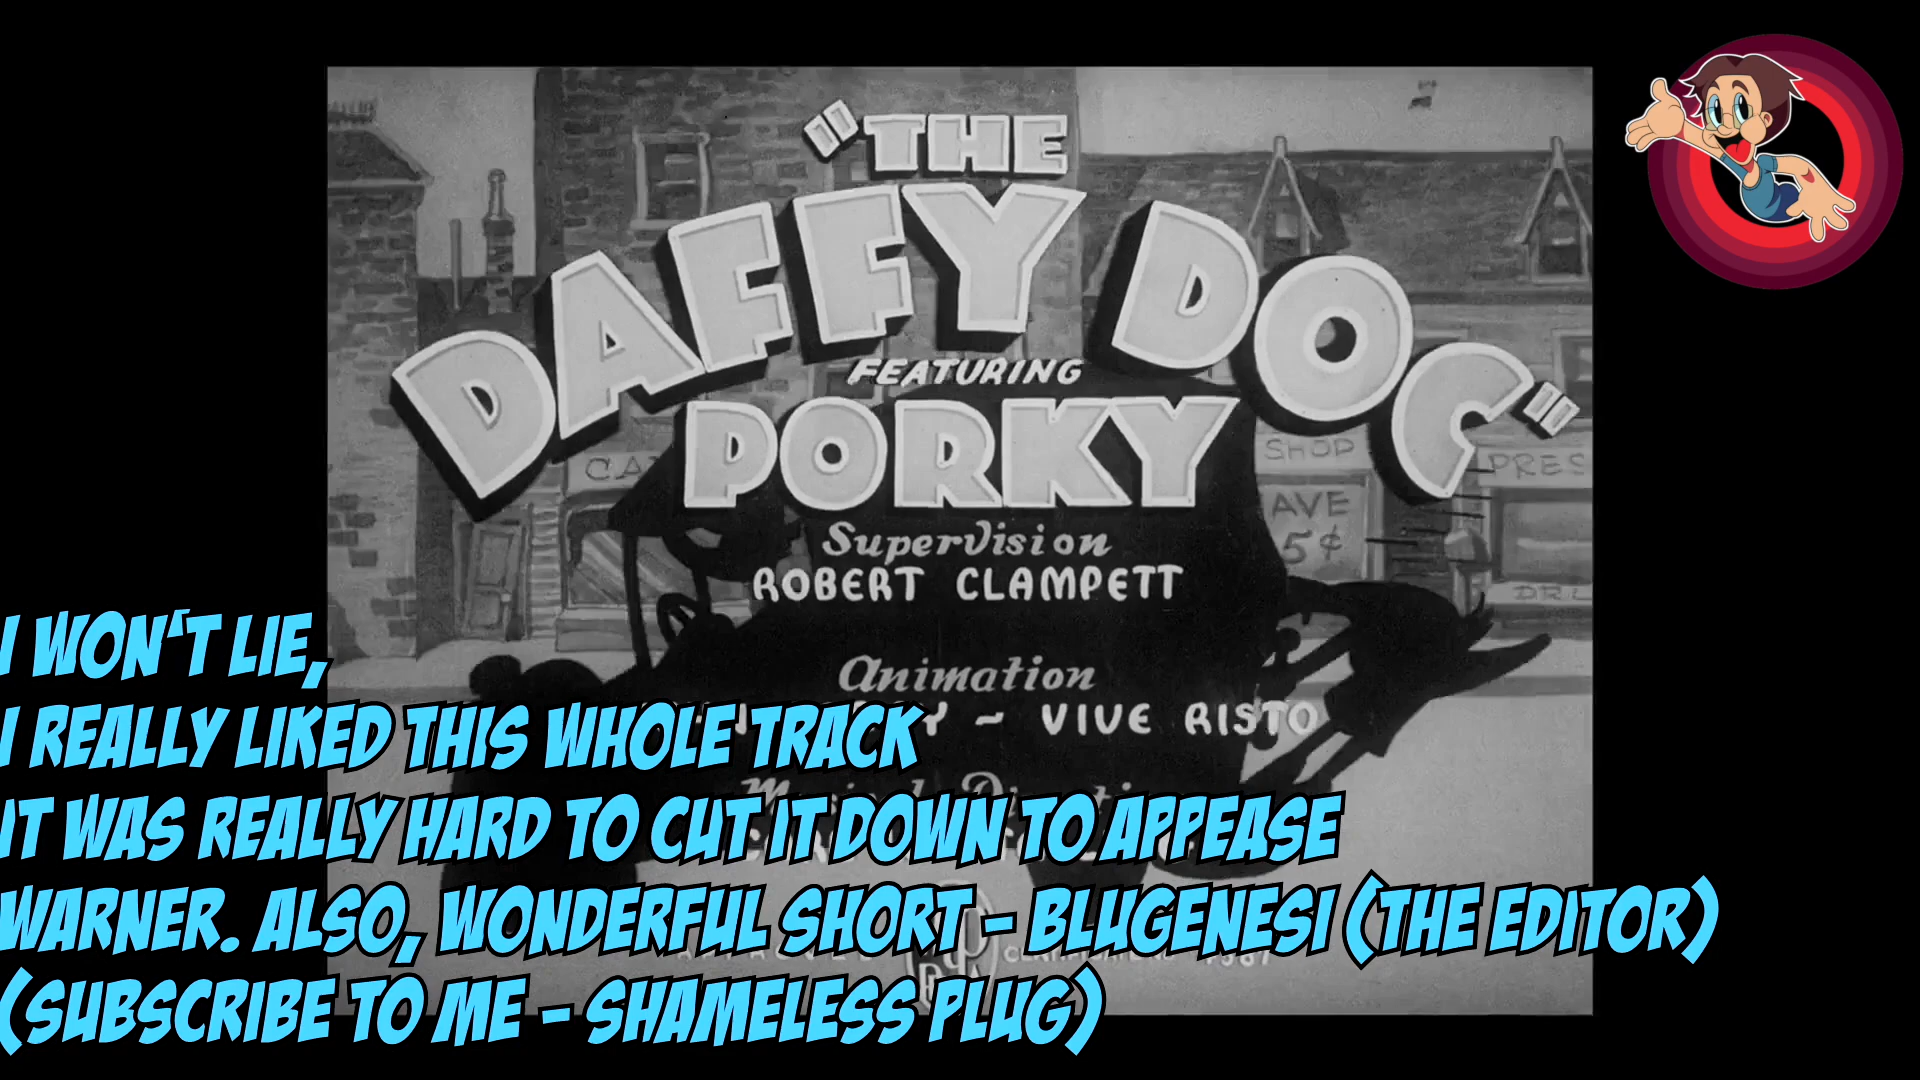 "THE
DAFFY DOC"
FEATURING
PORKY
Supervision
ROBERT CLAMPETT
Animation
- VIVE RISTO
SHOP
AVE
5¢
PRES
I WON'T LIE,
I REALLY LIKED THIS WHOLE TRACK
IT WAS REALLY HARD TO CUT IT DOWN TO APPEASE
WARNER. ALSO, WONDERFUL SHORT - BLUGENESI (THE EDITOR)
(SUBSCRIBE TO ME - SHAMELESS PLUG)